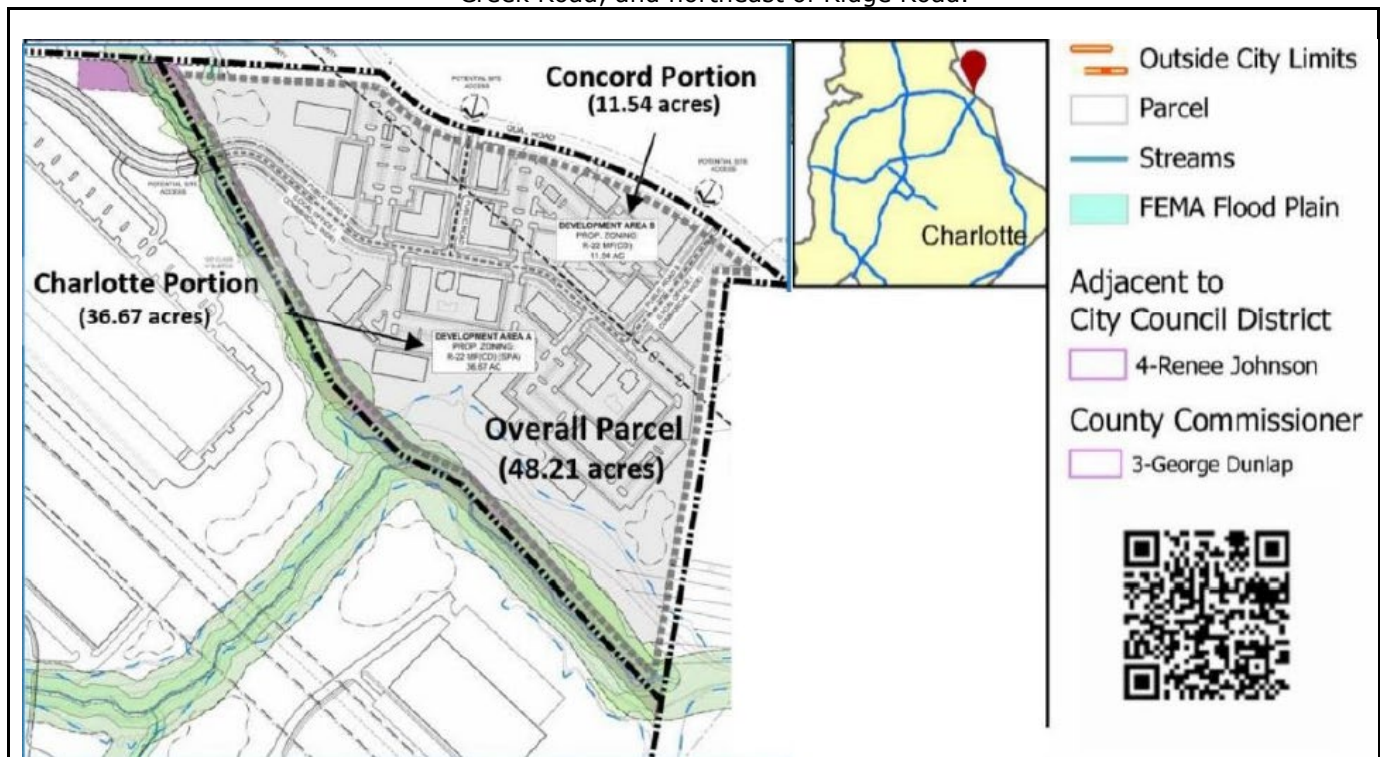 Creek Road, and northeast of Ridge Road.
Concord Portion
(11.54 acres)
POTENTIAL SITE
ACCESS
ROAD
POTENTIAL SITE
ACCESS
POTENTIAL SITE
ACCESS
DEVELOPMENT AREA B
PROP. ZONING:
R-22 MF(CD)
11.54 AC
Charlotte Portion
(36.67 acres)
DEVELOPMENT AREA A
PROP. ZONING:
R-22 MF(CD) (SPA)
36.67 AC
Overall Parcel
(48.21 acres)
Charlotte
Outside City Limits
Parcel
Streams
FEMA Flood Plain
Adjacent to
City Council District
4-Renee Johnson
County Commissioner
3-George Dunlap